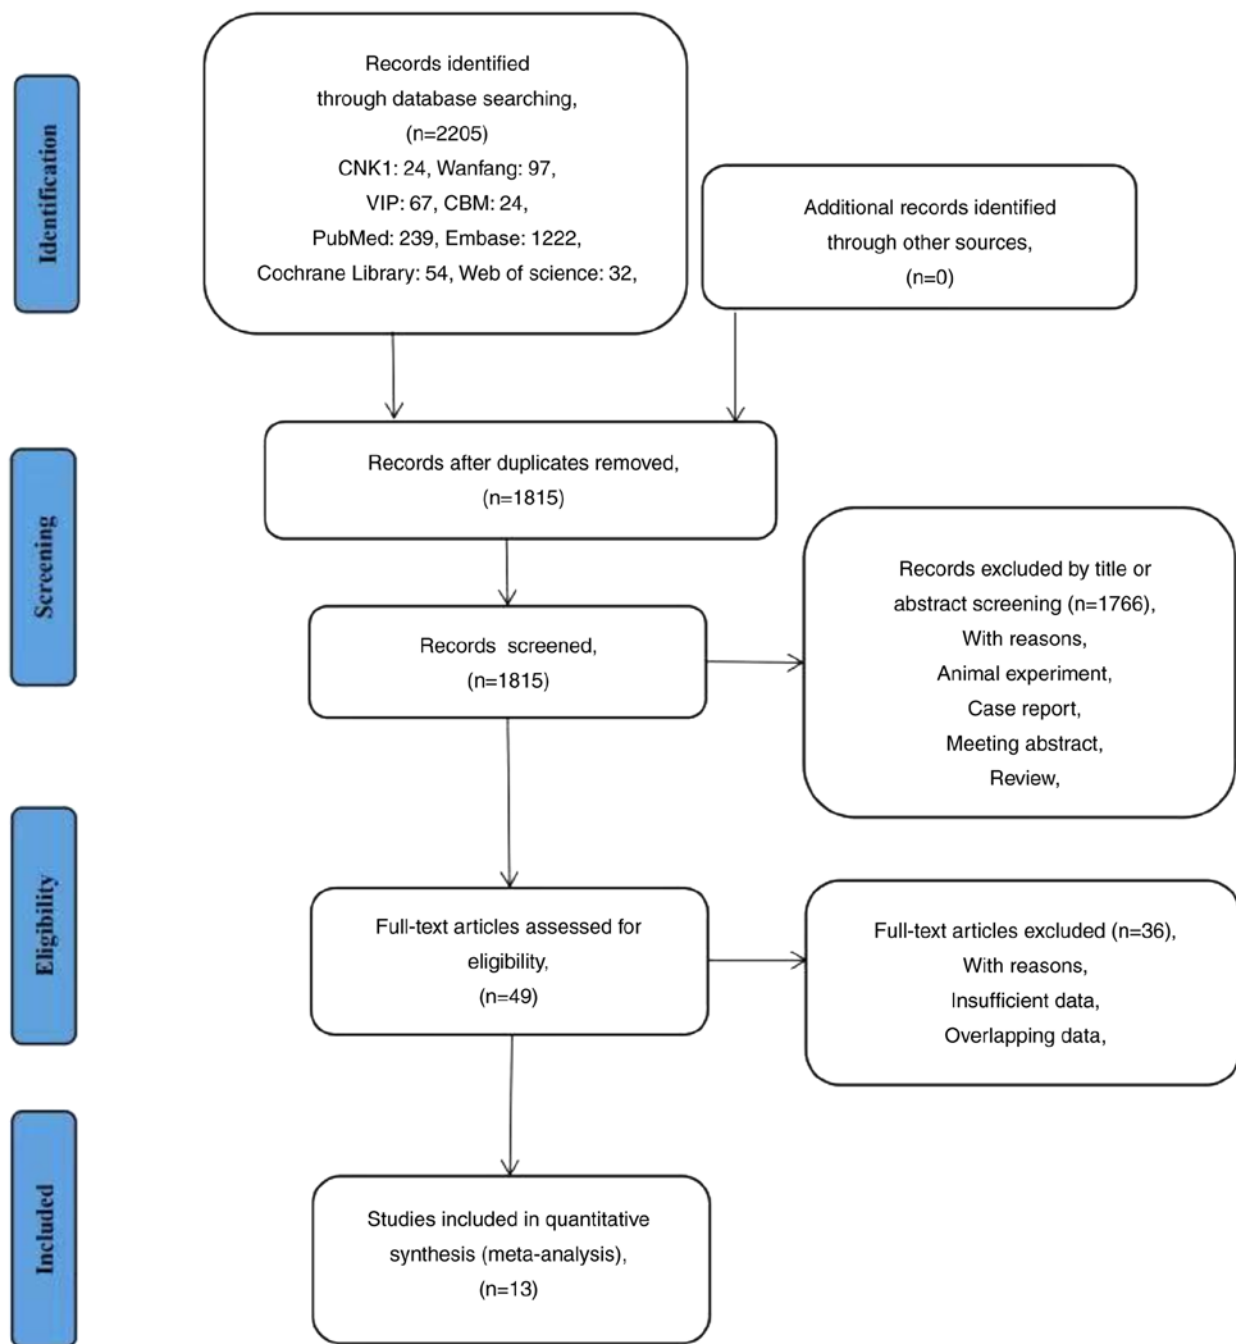 Identification
Records identified
through database searching,
(n=2205)
CNK1: 24, Wanfang: 97,
VIP: 67, CBM: 24,
PubMed: 239, Embase: 1222,
Cochrane Library: 54, Web of science: 32,
Additional records identified
through other sources,
(n=0)
Screening
Records after duplicates removed,
(n=1815)
Records screened,
(n=1815)
Records excluded by title or
abstract screening (n=1766),
With reasons,
Animal experiment,
Case report,
Meeting abstract,
Review,
Eligibility
Full-text articles assessed for
eligibility,
(n=49)
Full-text articles excluded (n=36),
With reasons,
Insufficient data,
Overlapping data,
Included
Studies included in quantitative
synthesis (meta-analysis),
(n=13)